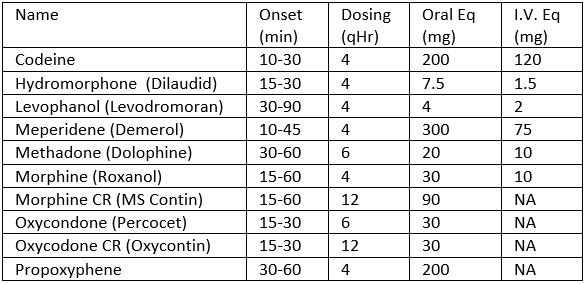 Name Onset (min) Dosing (qHr) Oral Eq (mg) I.V. Eq (mg)
Codeine 10-30 4 200 120
Hydromorphone (Dilaudid) 15-30 4 7.5 1.5
Levophanol (Levodromoran) 30-90 4 4 2
Meperidene (Demerol) 10-45 4 300 75
Methadone (Dolophine) 30-60 6 20 10
Morphine (Roxanol) 15-60 4 30 10
Morphine CR (MS Contin) 15-60 12 90 NA
Oxycondone (Percocet) 15-30 6 30 NA
Oxycodone CR (Oxycontin) 15-30 12 30 NA
Propoxyphene 30-60 4 200 NA